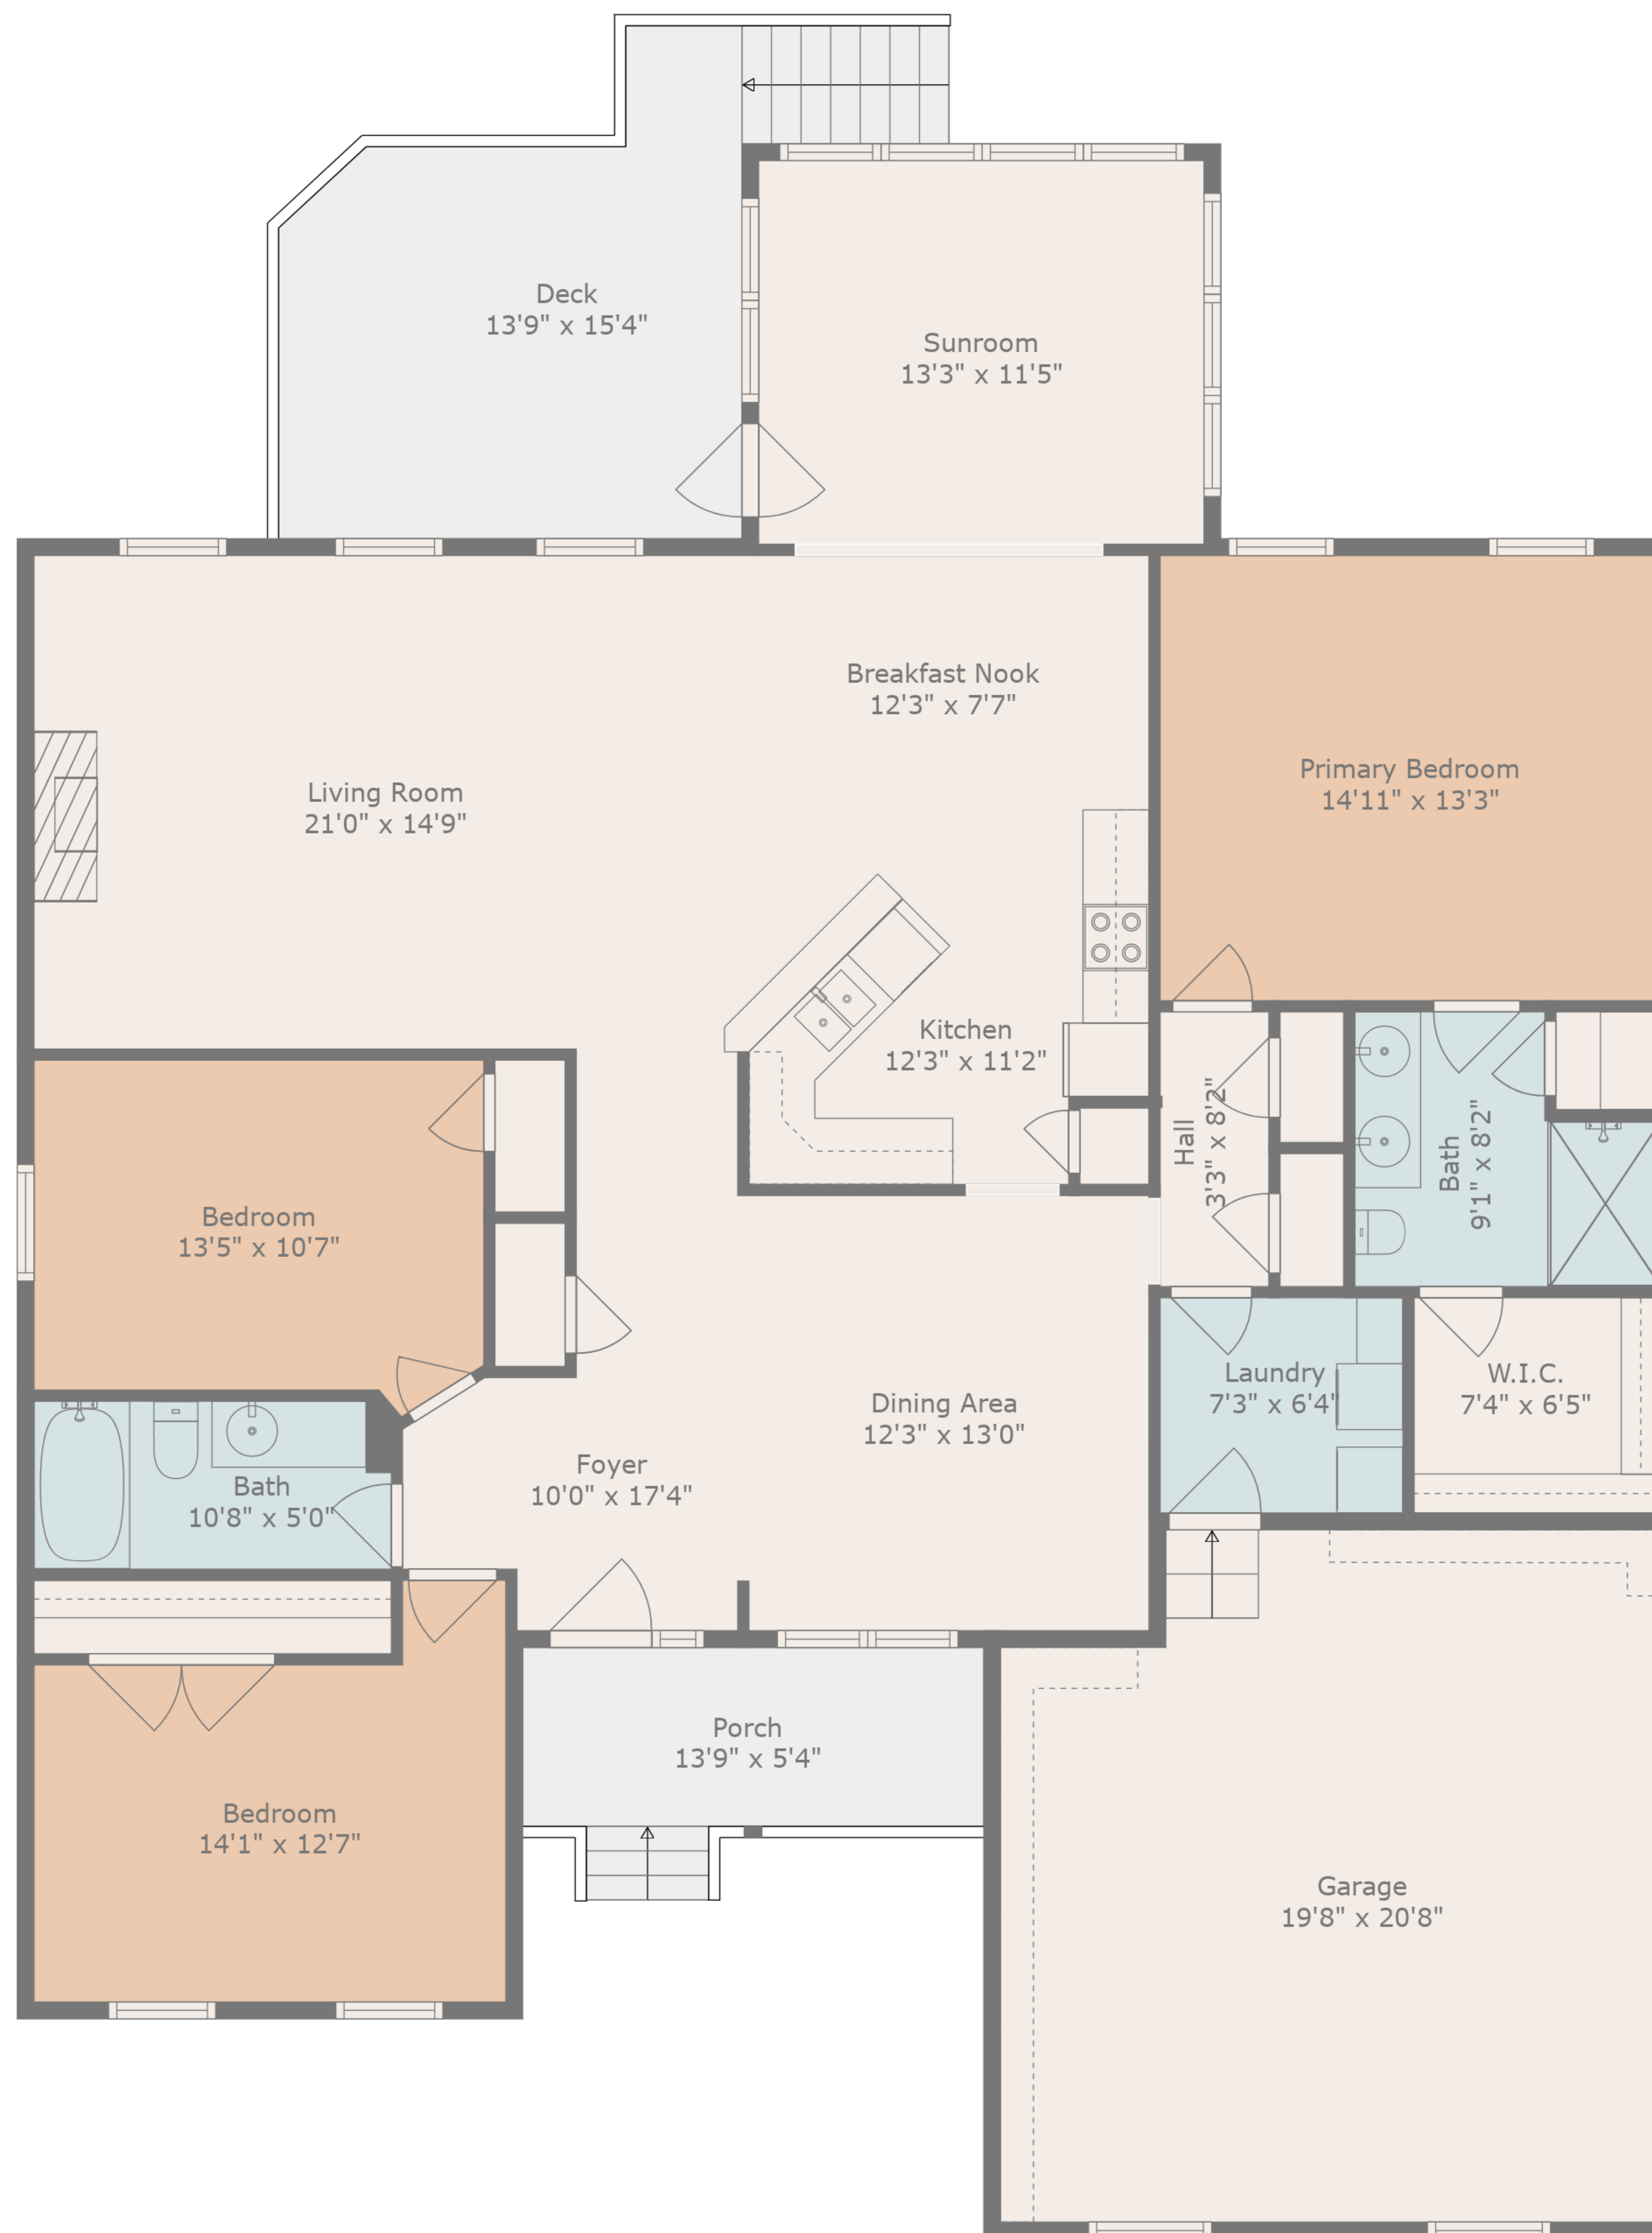 Deck
13'9" x 15'4"
Sunroom
13'3" x 11'5"
Breakfast Nook
12'3" x 7'7"
Living Room
21'0" x 14'9"
Primary Bedroom
14'11" x 13'3"
Kitchen
12'3" x 11'2"
Hall
3'3" x 8'2"
Bath
9'1" x 8'2"
Bedroom
13'5" x 10'7"
Laundry
7'3" x 6'4"
W.I.C.
7'4" x 6'5"
Dining Area
12'3" x 13'0"
Foyer
10'0" x 17'4"
Bath
10'8" x 5'0"
Porch
13'9" x 5'4"
Bedroom
14'1" x 12'7"
Garage
19'8" x 20'8"